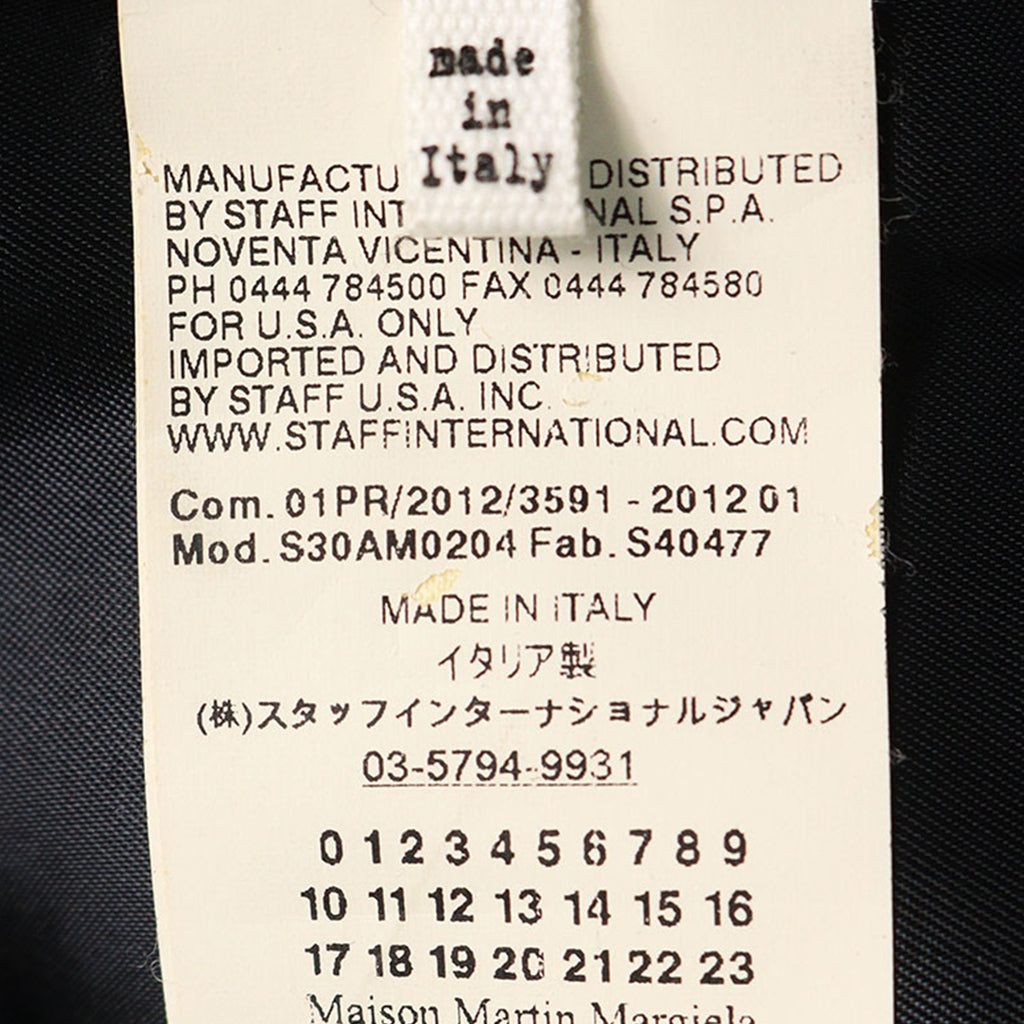 made
in
Italy
MANUFACTU DISTRIBUTED
BY STAFF INT NAL S.P.A.
NOVENTA VICENTINA - ITALY
PH 0444 784500 FAX 0444 784580
FOR U.S.A. ONLY
IMPORTED AND DISTRIBUTED
BY STAFF U.S.A. INC.
WWW.STAFFINTERNATIONAL.COM
Com. 01PR/2012/3591 - 2012 01
Mod. S30AM0204 Fab. S40477
MADE IN ITALY
イタリア製
(株)スタッフインターナショナルジャパン
03-5794-9931
0 1 2 3 4 5 6 7 8 9
10 11 12 13 14 15 16
17 18 19 20 21 22 23
Maison Martin Margiela